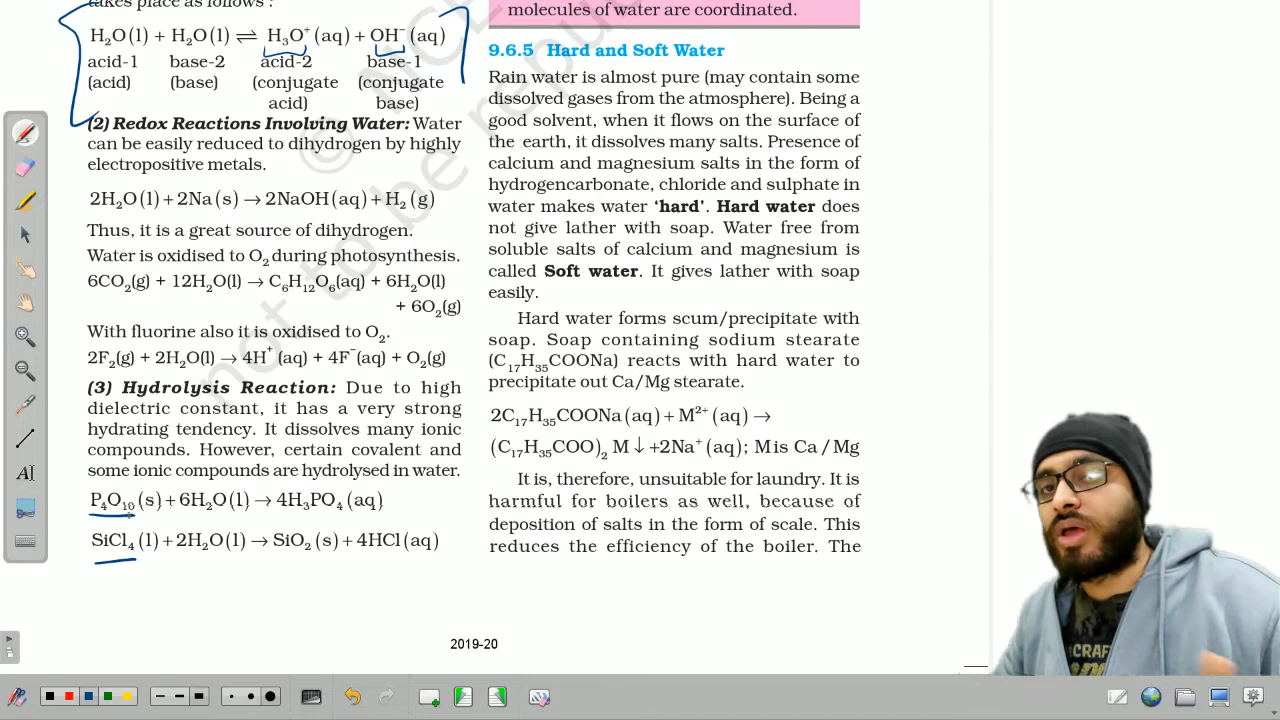 takes place as follows :
H₂O(l) + H₂O(l) ⇌ H₃O⁺(aq) + OH⁻(aq)
acid-1 base-2 acid-2 base-1
(acid) (base) (conjugate (conjugate
acid) base)
(2) Redox Reactions Involving Water: Water
can be easily reduced to dihydrogen by highly
electropositive metals.
2H₂O(l) + 2Na(s) → 2NaOH(aq) + H₂(g)
Thus, it is a great source of dihydrogen.
Water is oxidised to O₂ during photosynthesis.
6CO₂(g) + 12H₂O(l) → C₆H₁₂O₆(aq) + 6H₂O(l)
+ 6O₂(g)
With fluorine also it is oxidised to O₂.
2F₂(g) + 2H₂O(l) → 4H⁺ (aq) + 4F⁻(aq) + O₂(g)
(3) Hydrolysis Reaction: Due to high
dielectric constant, it has a very strong
hydrating tendency. It dissolves many ionic
compounds. However, certain covalent and
some ionic compounds are hydrolysed in water.
P₄O₁₀(s) + 6H₂O(l) → 4H₃PO₄(aq)
SiCl₄(l) + 2H₂O(l) → SiO₂(s) + 4HCl(aq)
molecules of water are coordinated.
9.6.5 Hard and Soft Water
Rain water is almost pure (may contain some
dissolved gases from the atmosphere). Being a
good solvent, when it flows on the surface of
the earth, it dissolves many salts. Presence of
calcium and magnesium salts in the form of
hydrogencarbonate, chloride and sulphate in
water makes water ‘hard’. Hard water does
not give lather with soap. Water free from
soluble salts of calcium and magnesium is
called Soft water. It gives lather with soap
easily.
Hard water forms scum/precipitate with
soap. Soap containing sodium stearate
(C₁₇H₃₅COONa) reacts with hard water to
precipitate out Ca/Mg stearate.
2C₁₇H₃₅COONa(aq) + M²⁺(aq) →
(C₁₇H₃₅COO)₂ M ↓ +2Na⁺(aq); M is Ca / Mg
It is, therefore, unsuitable for laundry. It is
harmful for boilers as well, because of
deposition of salts in the form of scale. This
reduces the efficiency of the boiler. The
2019-20
not to be repu
AI
CRAF